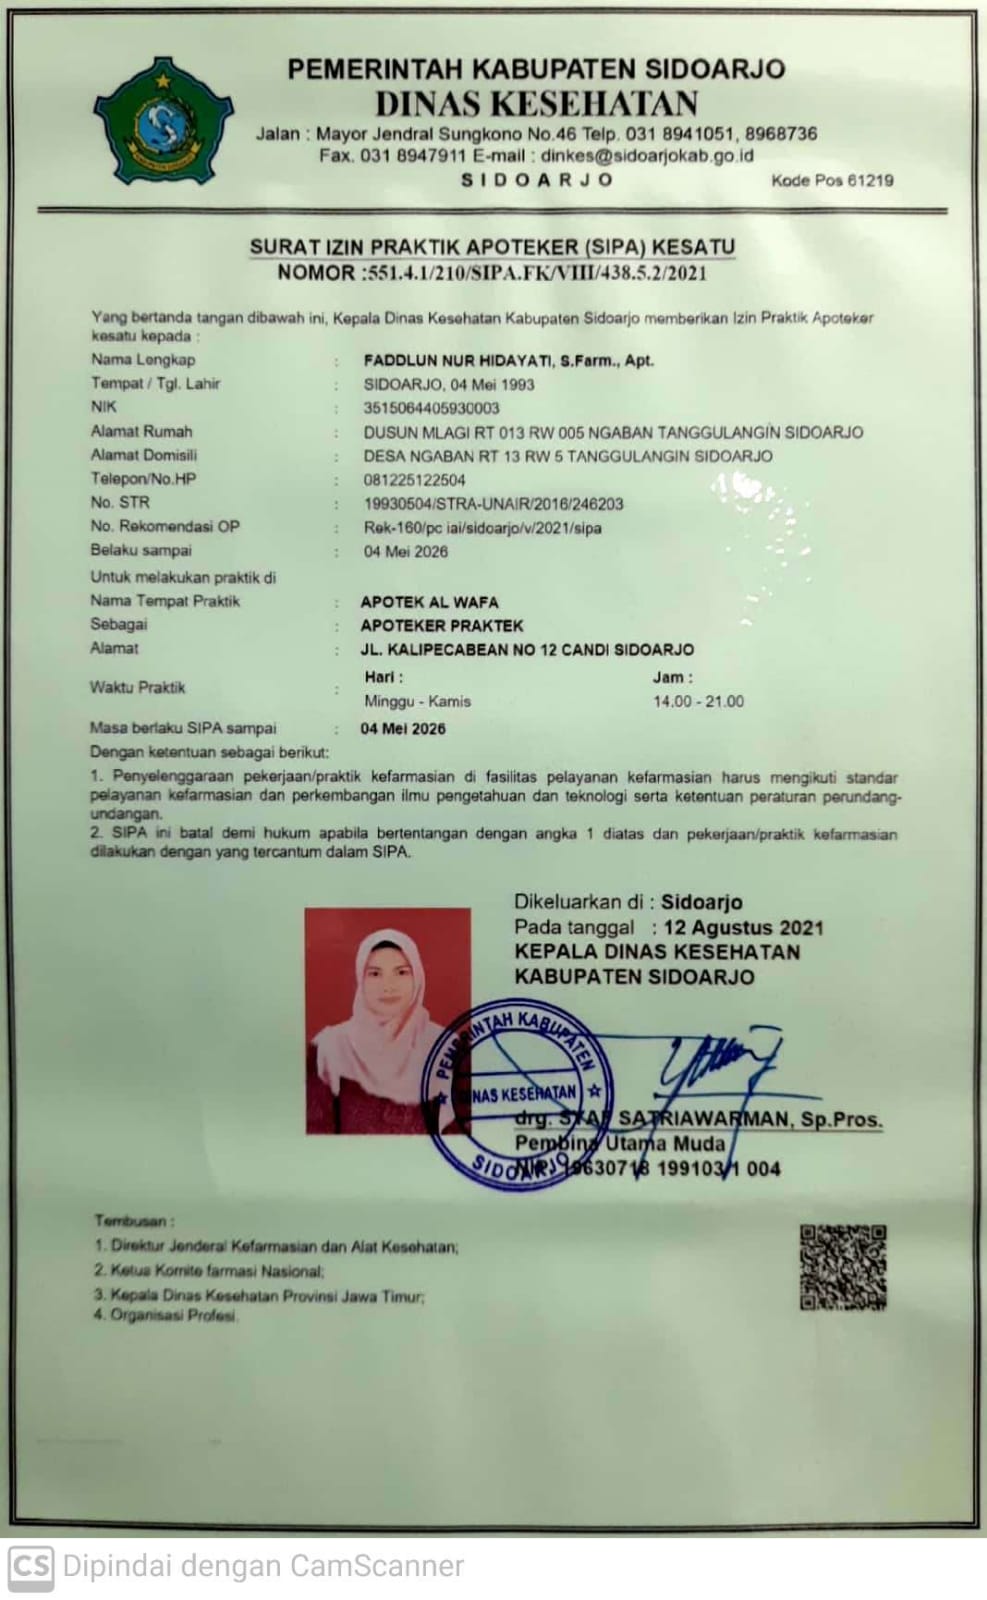 PEMERINTAH KABUPATEN SIDOARJO
DINAS KESEHATAN
Jalan : Mayor Jendral Sungkono No.46 Telp. 031 8941051, 8968736
Fax. 031 8947911 E-mail : dinkes@sidoarjokab.go.id
SIDOARJO Kode Pos 61219
SURAT IZIN PRAKTIK APOTEKER (SIPA) KESATU
NOMOR :551.4.1/210/SIPA.FK/VIII/438.5.2/2021
Yang bertanda tangan dibawah ini, Kepala Dinas Kesehatan Kabupaten Sidoarjo memberikan Izin Praktik Apoteker
kesatu kepada :
Nama Lengkap : FADDLUN NUR HIDAYATI, S.Farm., Apt.
Tempat / Tgl. Lahir : SIDOARJO, 04 Mei 1993
NIK : 3515064405930003
Alamat Rumah : DUSUN MLAGI RT 013 RW 005 NGABAN TANGGULANGIN SIDOARJO
Alamat Domisili : DESA NGABAN RT 13 RW 5 TANGGULANGIN SIDOARJO
Telepon/No.HP : 081225122504
No. STR : 19930504/STRA-UNAIR/2016/246203
No. Rekomendasi OP : Rek-160/pc iai/sidoarjo/v/2021/sipa
Belaku sampai : 04 Mei 2026
Untuk melakukan praktik di
Nama Tempat Praktik : APOTEK AL WAFA
Sebagai : APOTEKER PRAKTEK
Alamat : JL. KALIPECABEAN NO 12 CANDI SIDOARJO
Hari : Jam :
Waktu Praktik : Minggu - Kamis 14.00 - 21.00
Masa berlaku SIPA sampai : 04 Mei 2026
Dengan ketentuan sebagai berikut:
1. Penyelenggaraan pekerjaan/praktik kefarmasian di fasilitas pelayanan kefarmasian harus mengikuti standar
pelayanan kefarmasian dan perkembangan ilmu pengetahuan dan teknologi serta ketentuan peraturan perundang-
undangan.
2. SIPA ini batal demi hukum apabila bertentangan dengan angka 1 diatas dan pekerjaan/praktik kefarmasian
dilakukan dengan yang tercantum dalam SIPA.
Dikeluarkan di : Sidoarjo
Pada tanggal : 12 Agustus 2021
KEPALA DINAS KESEHATAN
KABUPATEN SIDOARJO
PEMERINTAH KABUPATEN
DINAS KESEHATAN
SIDOARJO
drg. SYAF SATRIAWARMAN, Sp.Pros.
Pembina Utama Muda
NIP. 19630718 199103 1 004
Tembusan :
1. Direktur Jenderal Kefarmasian dan Alat Kesehatan;
2. Ketua Komite farmasi Nasional;
3. Kepala Dinas Kesehatan Provinsi Jawa Timur;
4. Organisasi Profesi.
CS Dipindai dengan CamScanner